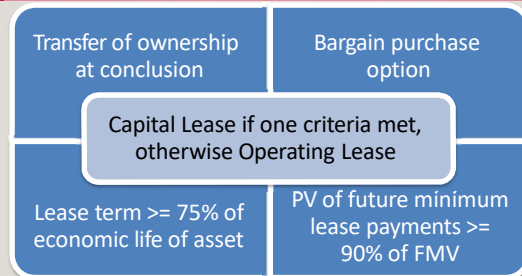 Transfer of ownership
at conclusion
Bargain purchase
option
Capital Lease if one criteria met,
otherwise Operating Lease
Lease term >= 75% of
economic life of asset
PV of future minimum
lease payments >=
90% of FMV